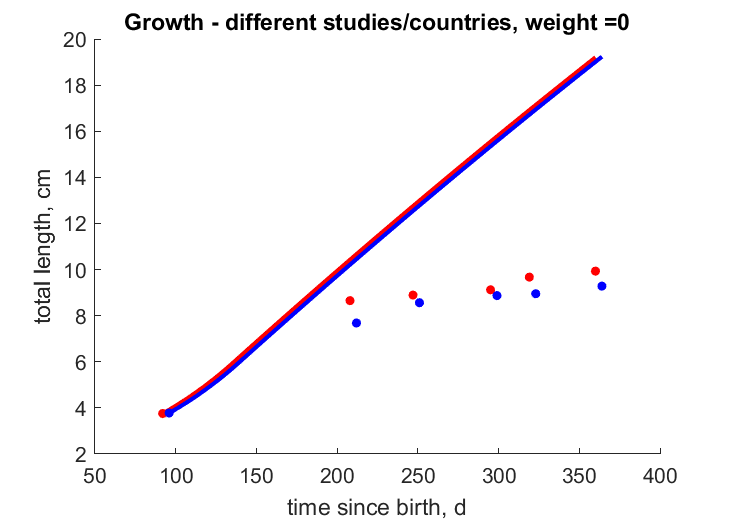 Growth - different studies/countries, weight =0
20
18
16
14
12
10
8
6
4
2
total length, cm
50 100 150 200 250 300 350 400
time since birth, d